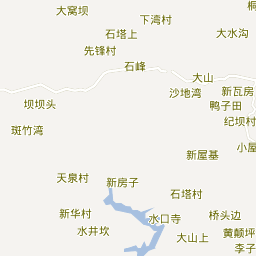 桐
大窝坝
下湾村
石塔上
大水沟
先锋村
石峰
大山
新瓦房
沙地湾
坝坝头
鸭子田
纪坝村
斑竹湾
小屋
新屋基
天泉村
新房子
石塔村
新华村
水口寺
桥头边
水井坎
黄颠坪
大山上
李子